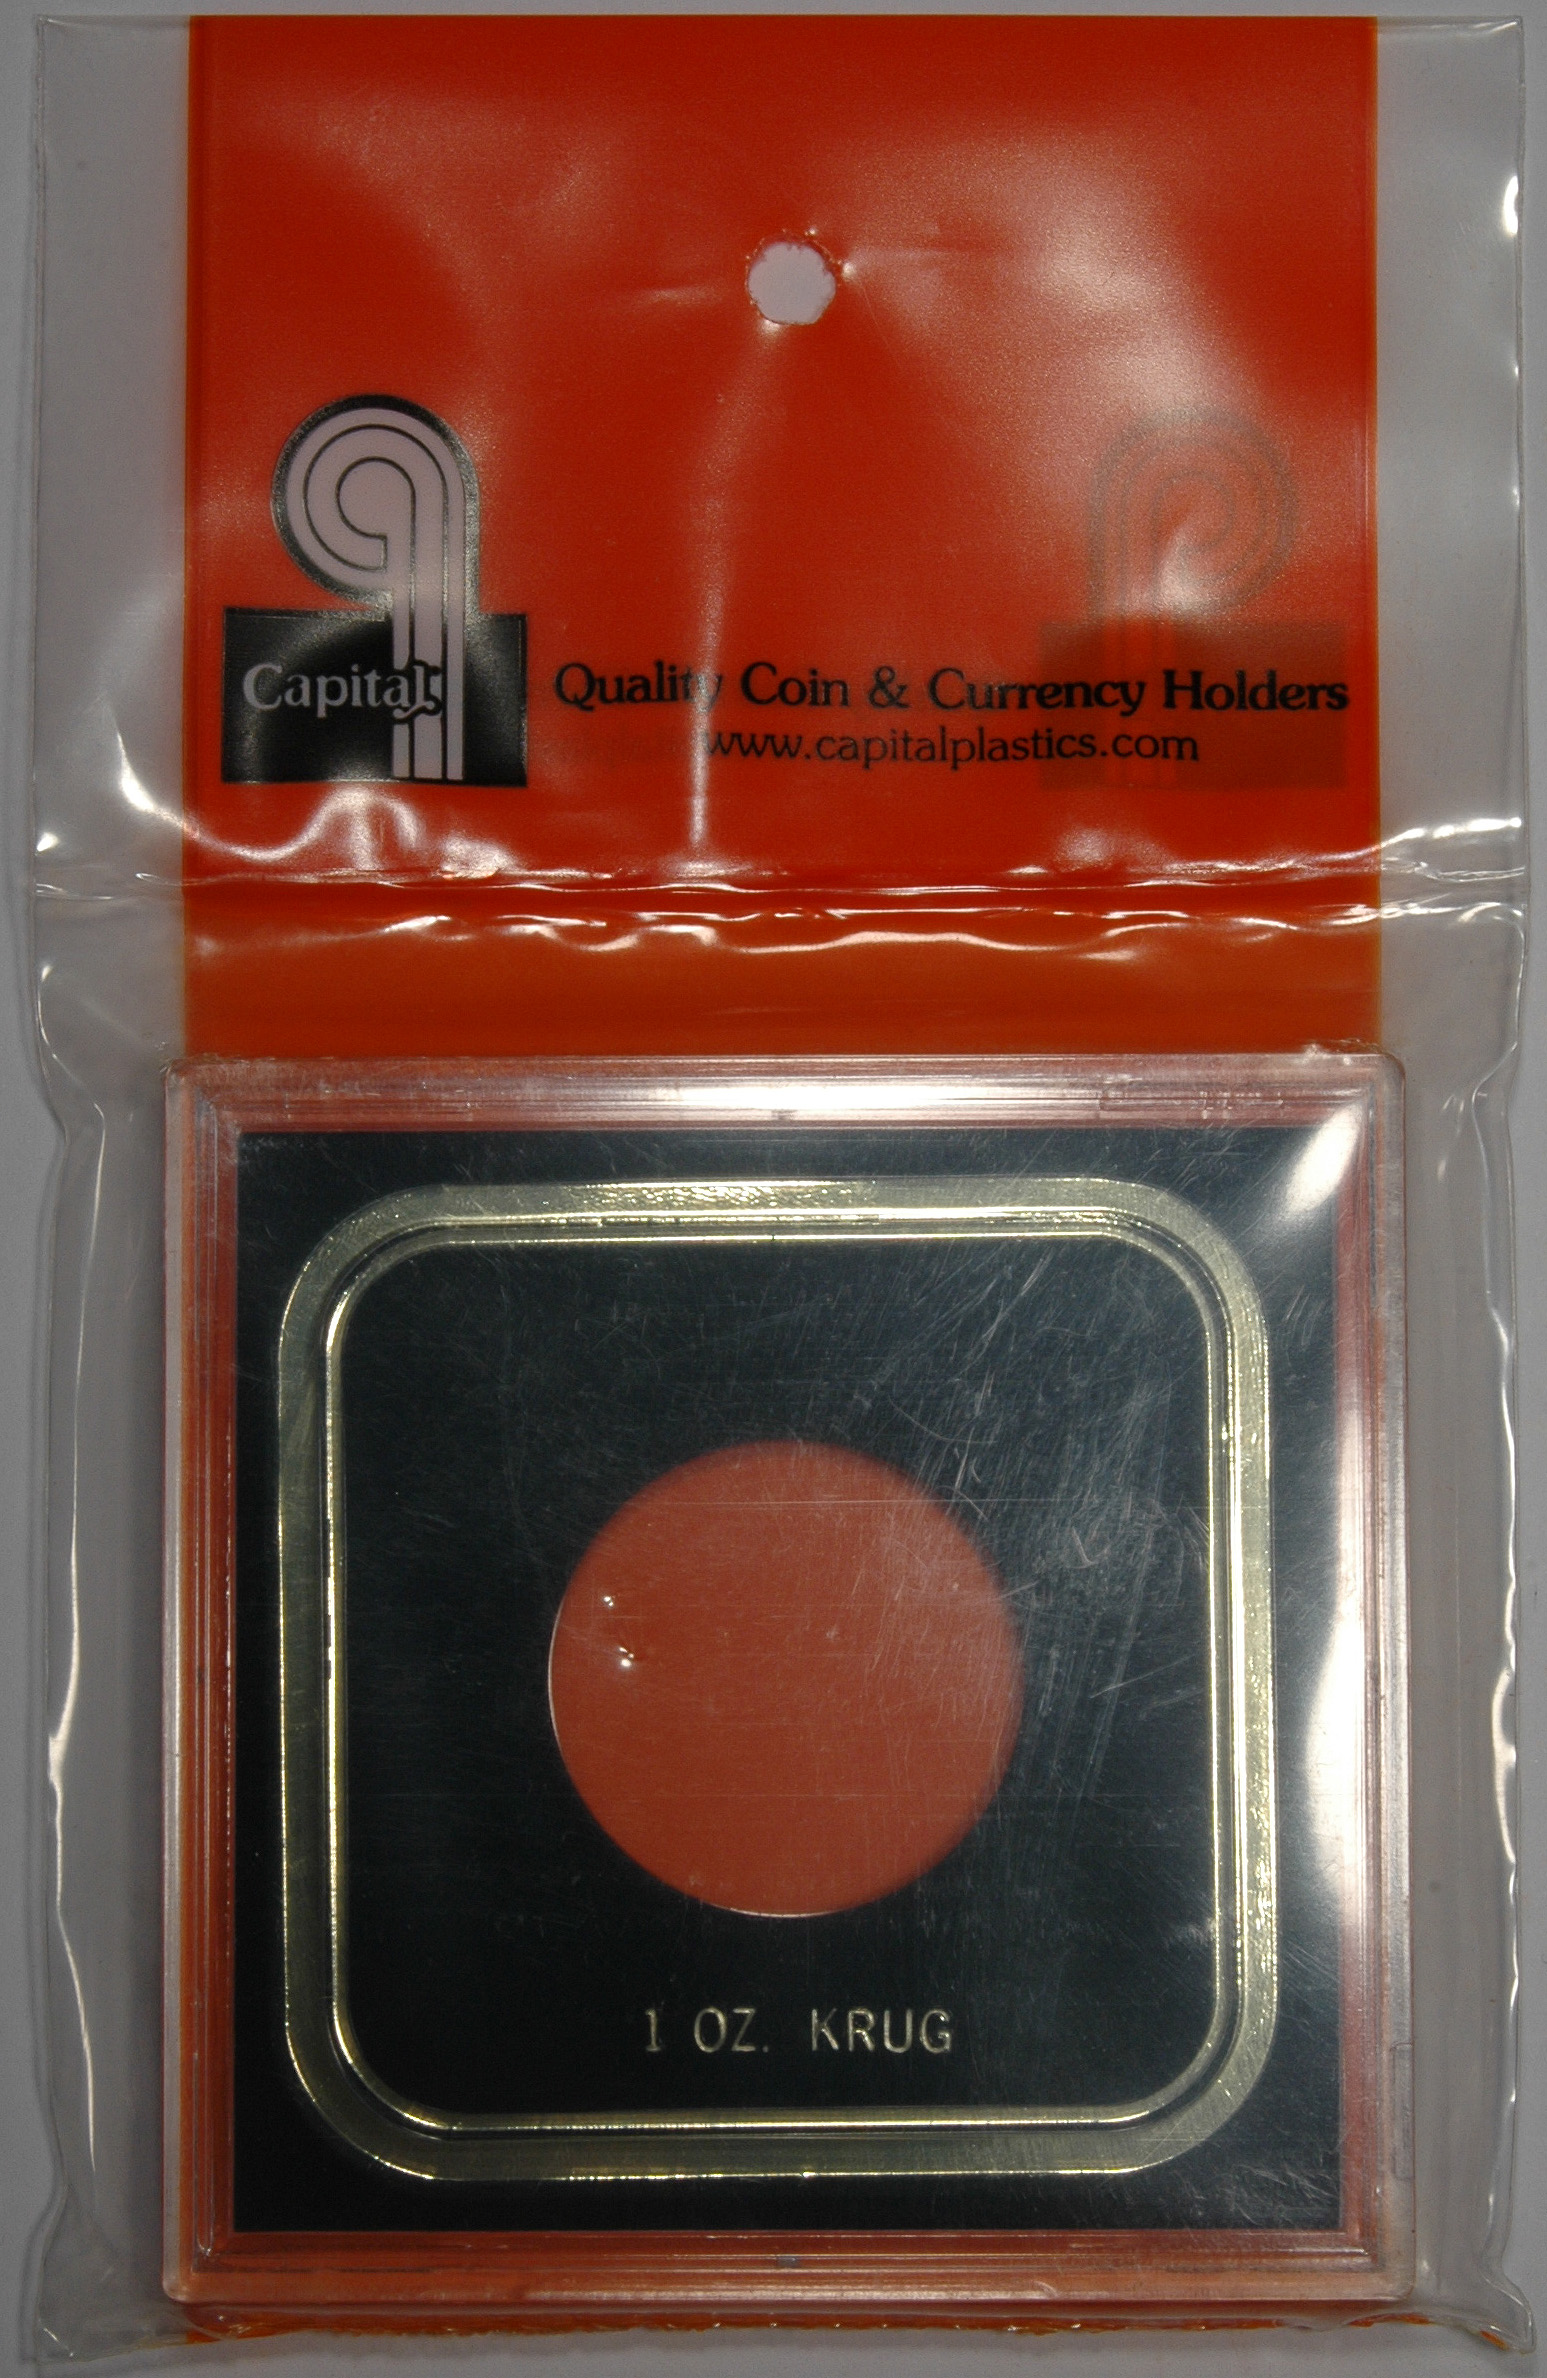 Capital
Quality Coin & Currency Holders
www.capitalplastics.com
1 OZ. KRUG